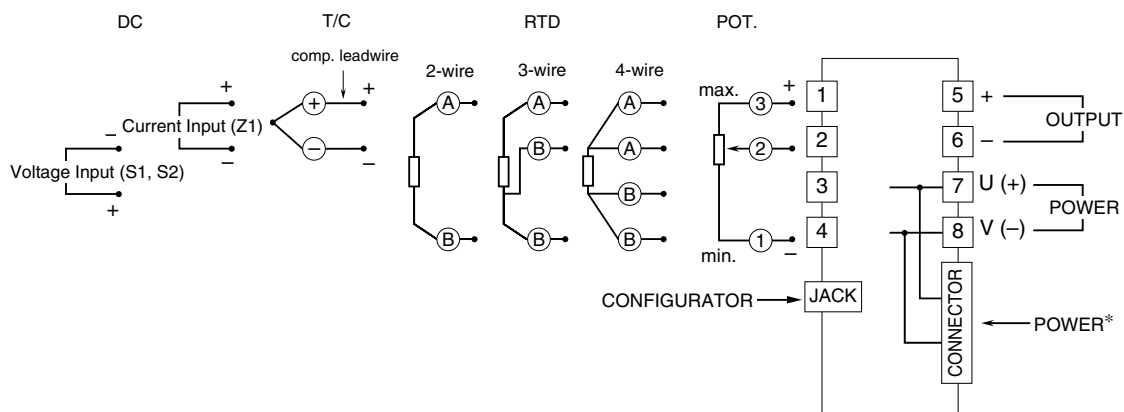 DC
T/C
RTD
POT.
comp. leadwire
2-wire
3-wire
4-wire
+
–
Current Input (Z1)
–
Voltage Input (S1, S2)
+
+
–
+
–
A
B
A
B
B
A
A
B
B
max.
3
+
2
1
min.
–
1
2
3
4
5
+
6
–
OUTPUT
7
U (+)
8
V (–)
POWER
CONFIGURATOR
JACK
CONNECTOR
POWER*